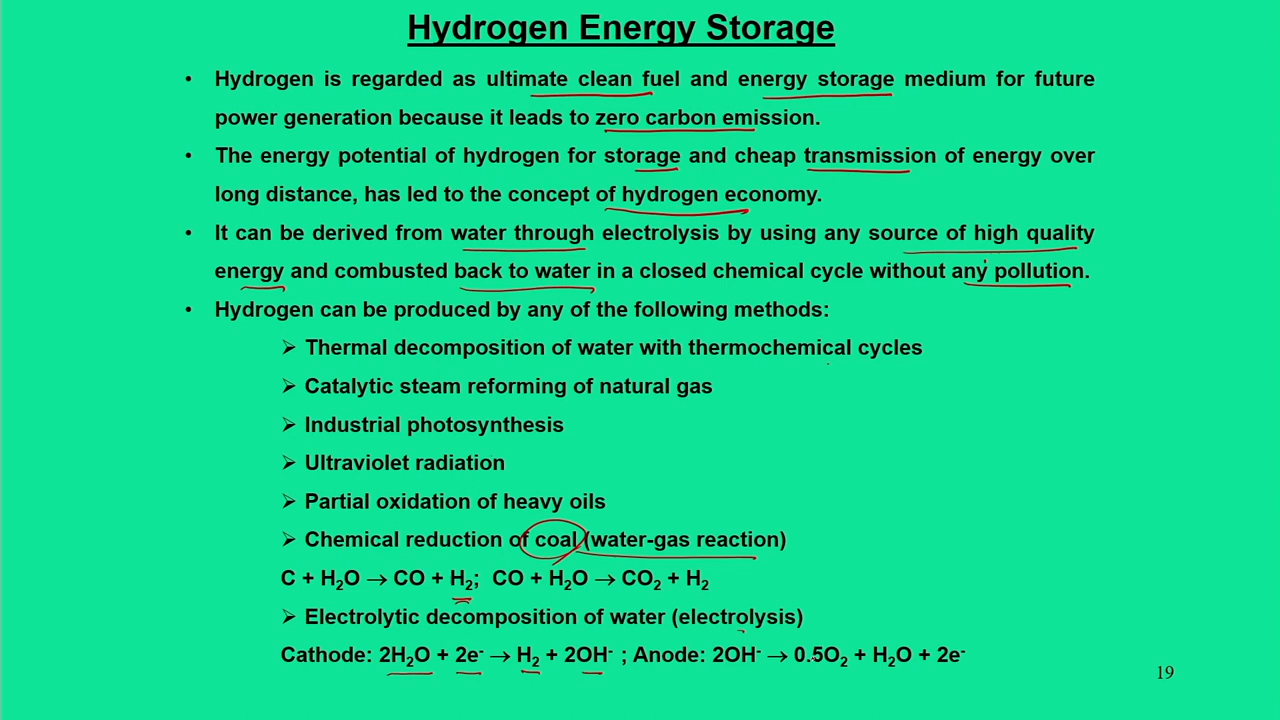 Hydrogen Energy Storage
• Hydrogen is regarded as ultimate clean fuel and energy storage medium for future
power generation because it leads to zero carbon emission.
• The energy potential of hydrogen for storage and cheap transmission of energy over
long distance, has led to the concept of hydrogen economy.
• It can be derived from water through electrolysis by using any source of high quality
energy and combusted back to water in a closed chemical cycle without any pollution.
• Hydrogen can be produced by any of the following methods:
➢ Thermal decomposition of water with thermochemical cycles
➢ Catalytic steam reforming of natural gas
➢ Industrial photosynthesis
➢ Ultraviolet radiation
➢ Partial oxidation of heavy oils
➢ Chemical reduction of coal (water-gas reaction)
C + H₂O → CO + H₂; CO + H₂O → CO₂ + H₂
➢ Electrolytic decomposition of water (electrolysis)
Cathode: 2H₂O + 2e⁻ → H₂ + 2OH⁻ ; Anode: 2OH⁻ → 0.5O₂ + H₂O + 2e⁻
19